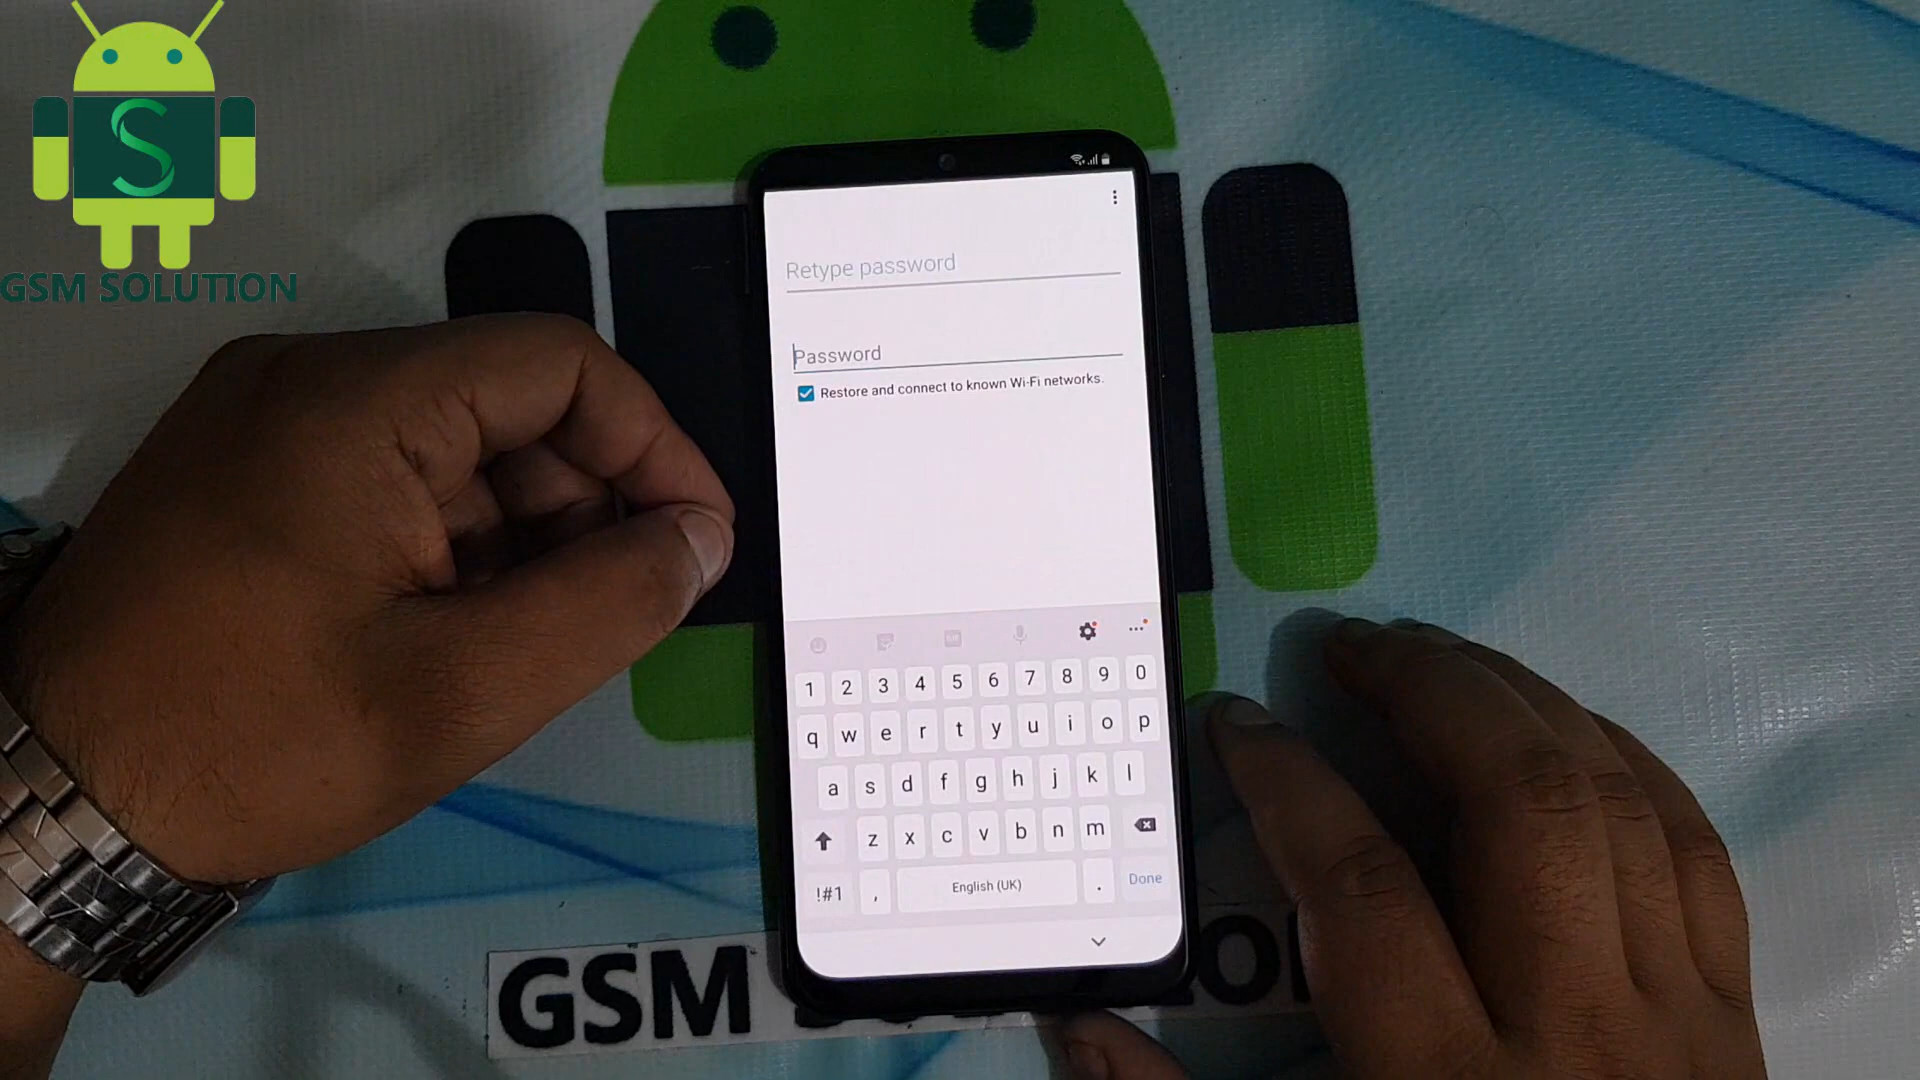 S
GSM SOLUTION
Retype password
Password
Restore and connect to known Wi-Fi networks.
GIF
1 2 3 4 5 6 7 8 9 0
q w e r t y u i o p
a s d f g h j k l
z x c v b n m
!#1 , English (UK) . Done
GSM